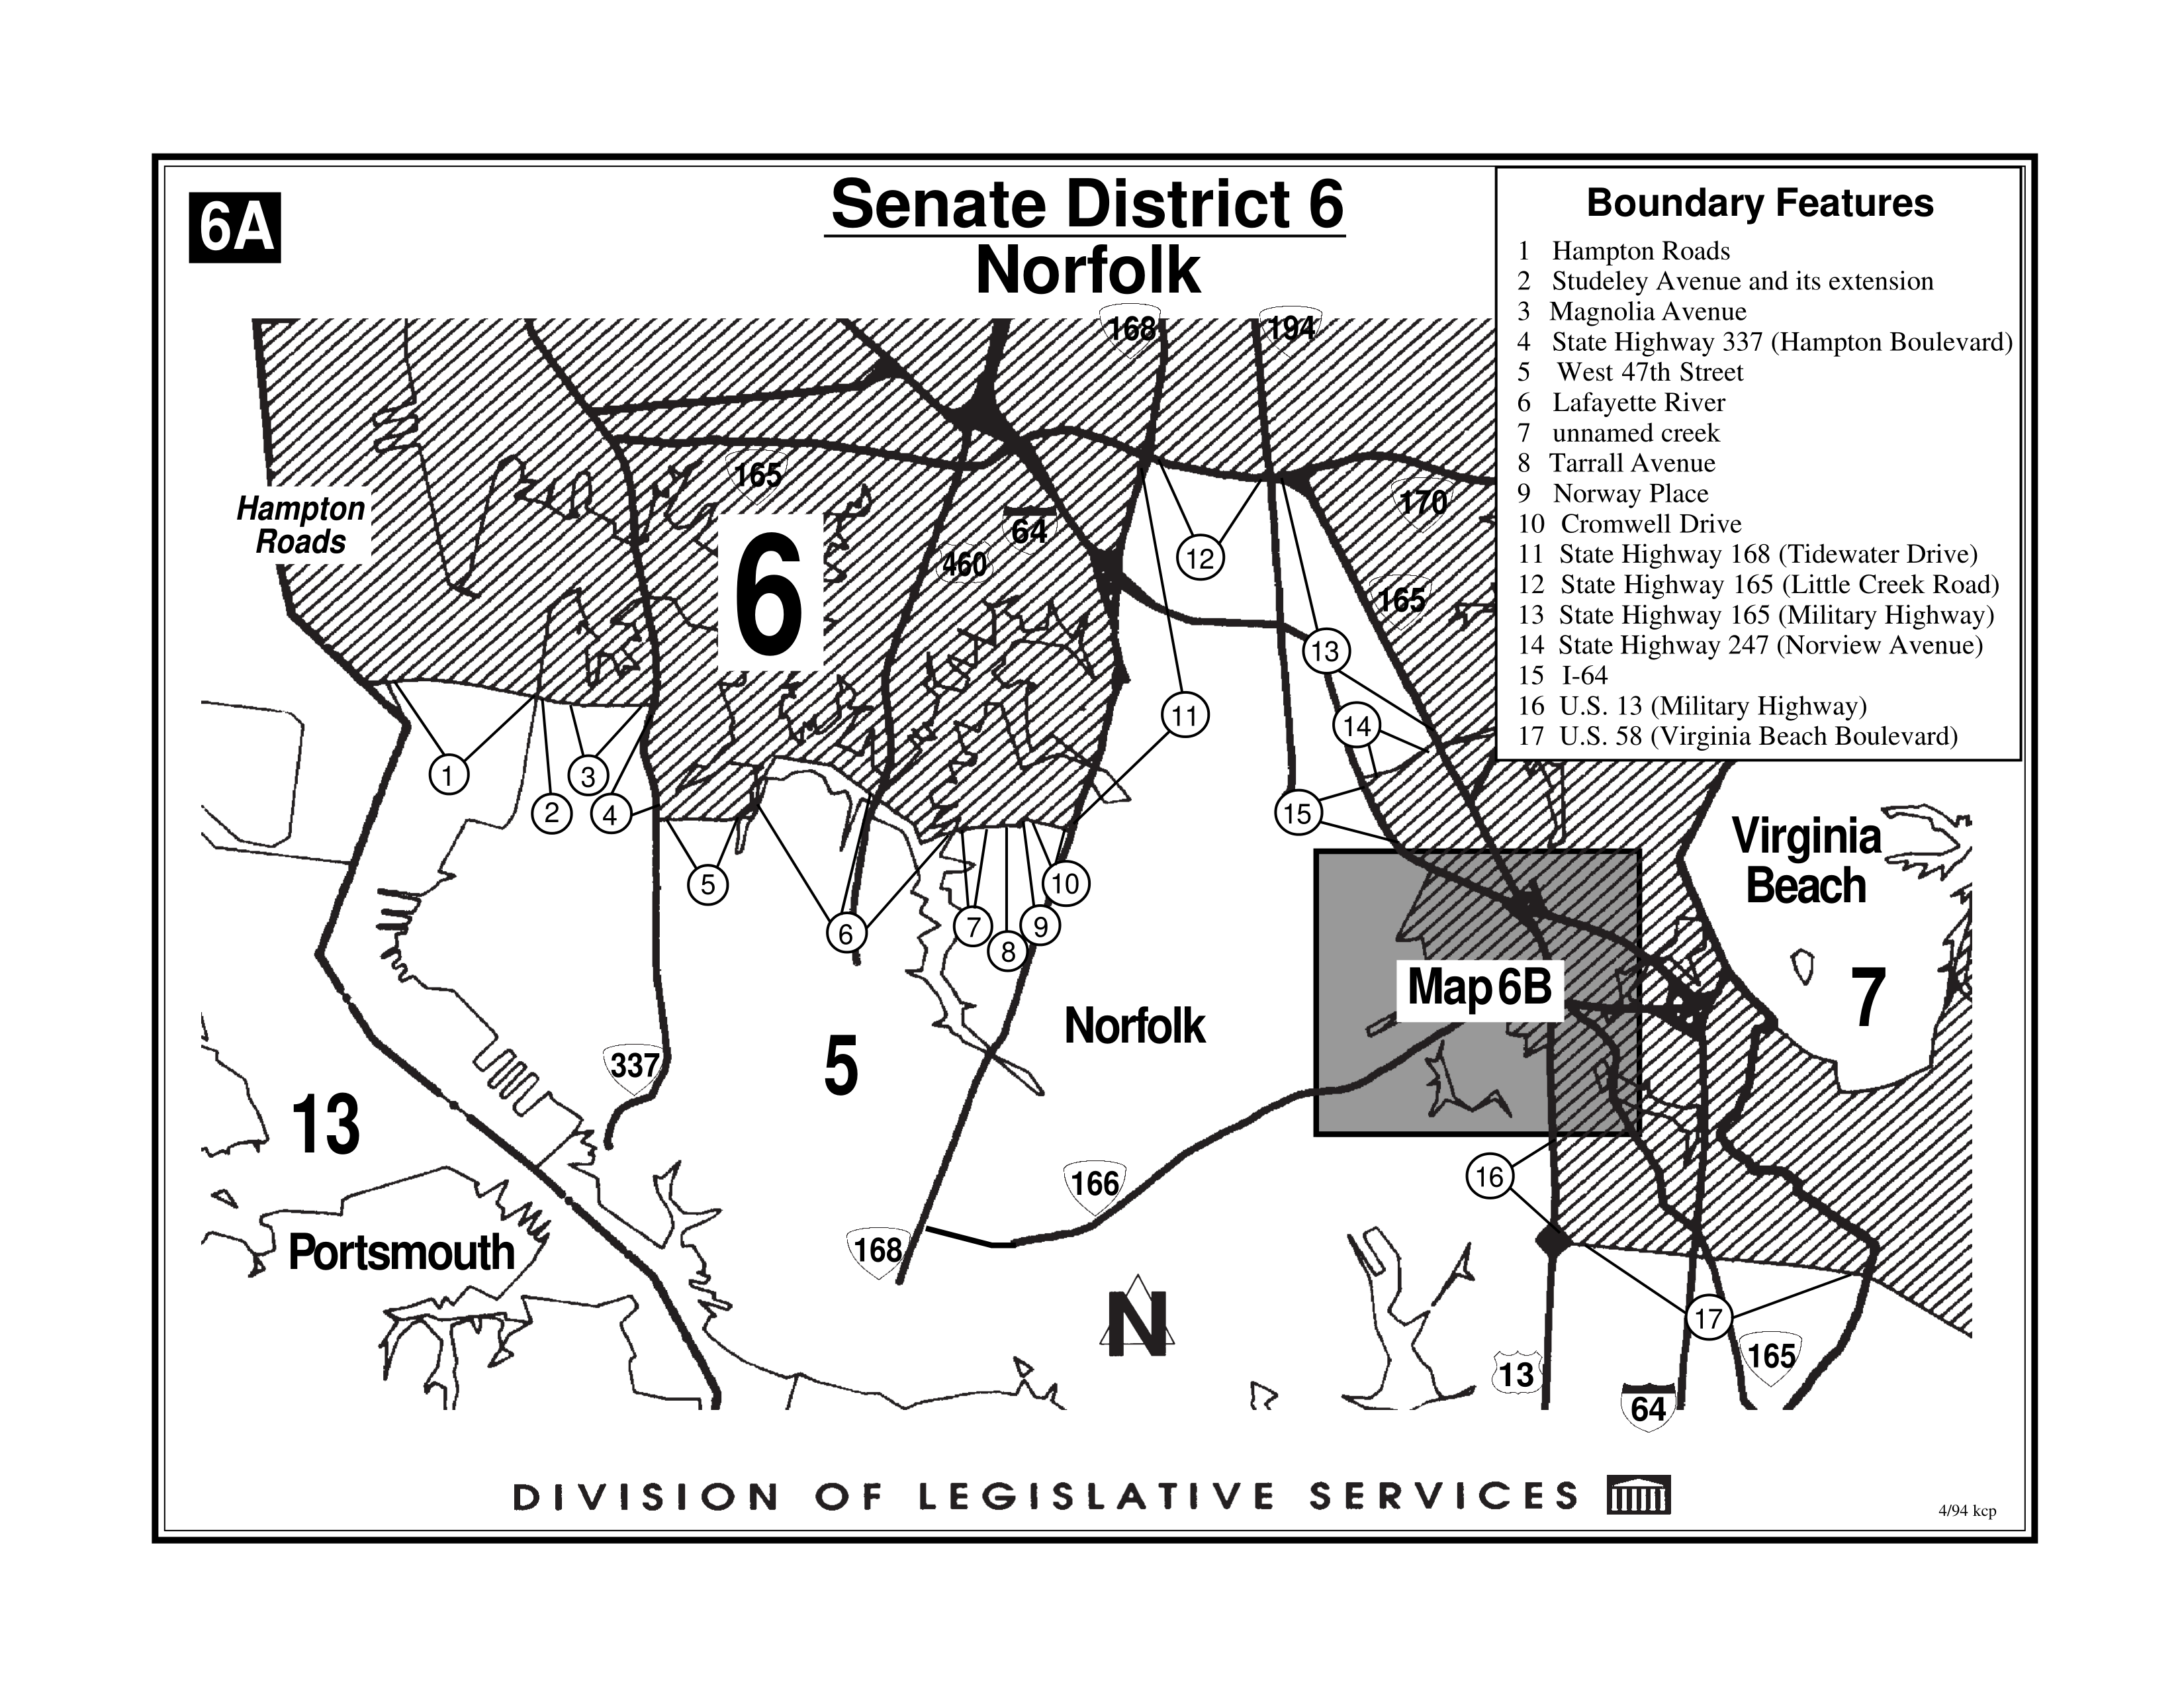 6A
Senate District 6
Norfolk
Boundary Features
1 Hampton Roads
2 Studeley Avenue and its extension
3 Magnolia Avenue
4 State Highway 337 (Hampton Boulevard)
5 West 47th Street
6 Lafayette River
7 unnamed creek
8 Tarrall Avenue
9 Norway Place
10 Cromwell Drive
11 State Highway 168 (Tidewater Drive)
12 State Highway 165 (Little Creek Road)
13 State Highway 165 (Military Highway)
14 State Highway 247 (Norview Avenue)
15 I-64
16 U.S. 13 (Military Highway)
17 U.S. 58 (Virginia Beach Boulevard)
168
194
165
170
Hampton
Roads
64
460
6
12
165
13
11
14
1
3
2
4
15
Virginia
Beach
5
10
7
9
6
8
Map 6B
7
Norfolk
5
337
13
16
166
Portsmouth
168
N
17
165
13
64
DIVISION OF LEGISLATIVE SERVICES
4/94 kcp